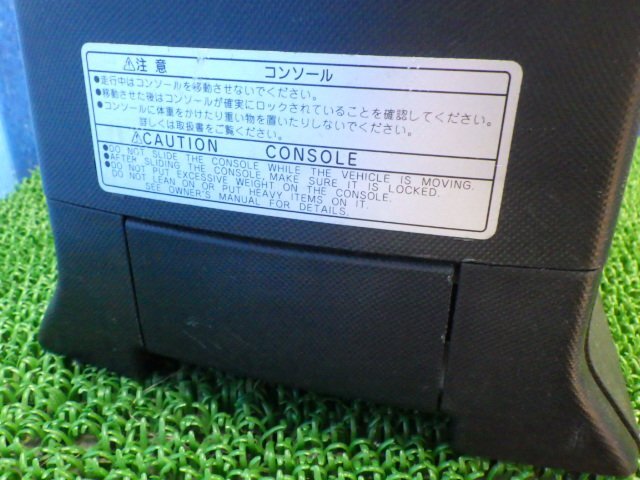 ⚠注意 コンソール
●走行中はコンソールを移動させないでください。
●移動させた後はコンソールが確実にロックされていることを確認してください。
●コンソールに体重をかけたり重い物を置いたりしないでください。
詳しくは取扱書をご覧ください。
⚠CAUTION CONSOLE
●DO NOT SLIDE THE CONSOLE WHILE THE VEHICLE IS MOVING.
●AFTER SLIDING THE CONSOLE, MAKE SURE IT IS LOCKED.
●DO NOT PUT EXCESSIVE WEIGHT ON THE CONSOLE.
DO NOT LEAN ON OR PUT HEAVY ITEMS ON IT.
SEE OWNER'S MANUAL FOR DETAILS.